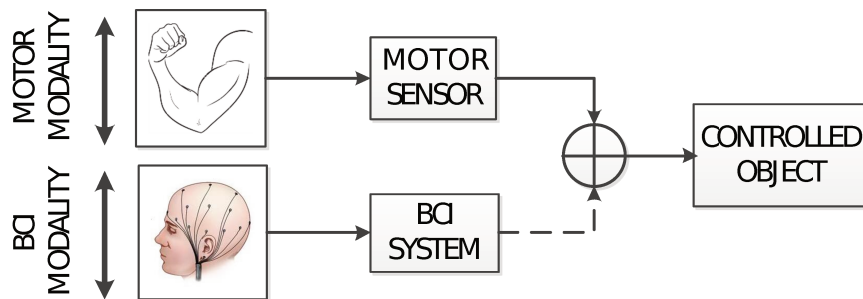 MOTOR
MODALITY
MOTOR
SENSOR
CONTROLLED
OBJECT
BCI
MODALITY
BCI
SYSTEM